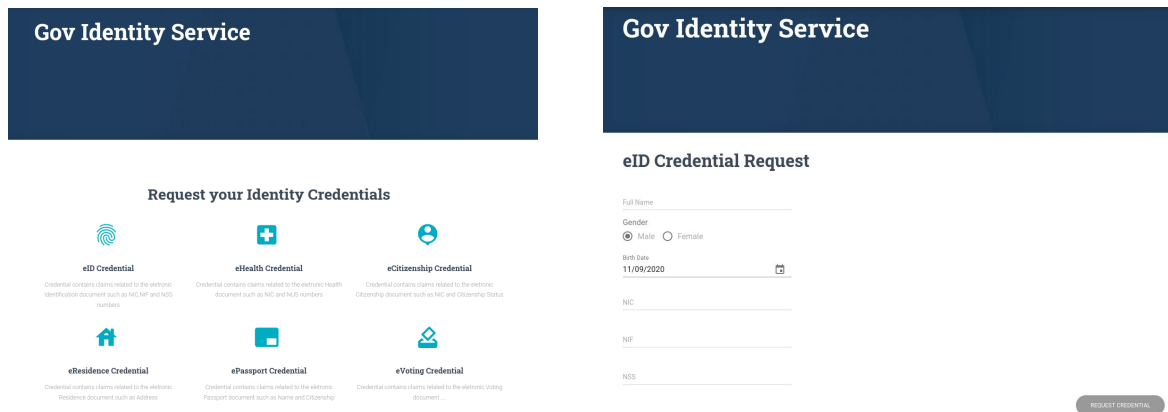 Gov Identity Service
Request your Identity Credentials
eID Credential
Credential contains claims related to the eletronic
Identification document such as NIC,NIF and NSS
numbers
eHealth Credential
Credential contains claims related to the eletronic Health
document such as NIC and NUS numbers
eCitizenship Credential
Credential contains claims related to the eletronic
Citizenship document such as NIC and Citizenship Status
eResidence Credential
Credential contains claims related to the eletronic
Residence document such as Address
ePassport Credential
Credential contains claims related to the eletronic
Passport document such as Name and Citizenship
eVoting Credential
Credential contains claims related to the eletronic Voting
document ...
Gov Identity Service
eID Credential Request
Full Name
Gender
Male Female
Birth Date
11/09/2020
NIC
NIF
NSS
REQUEST CREDENTIAL